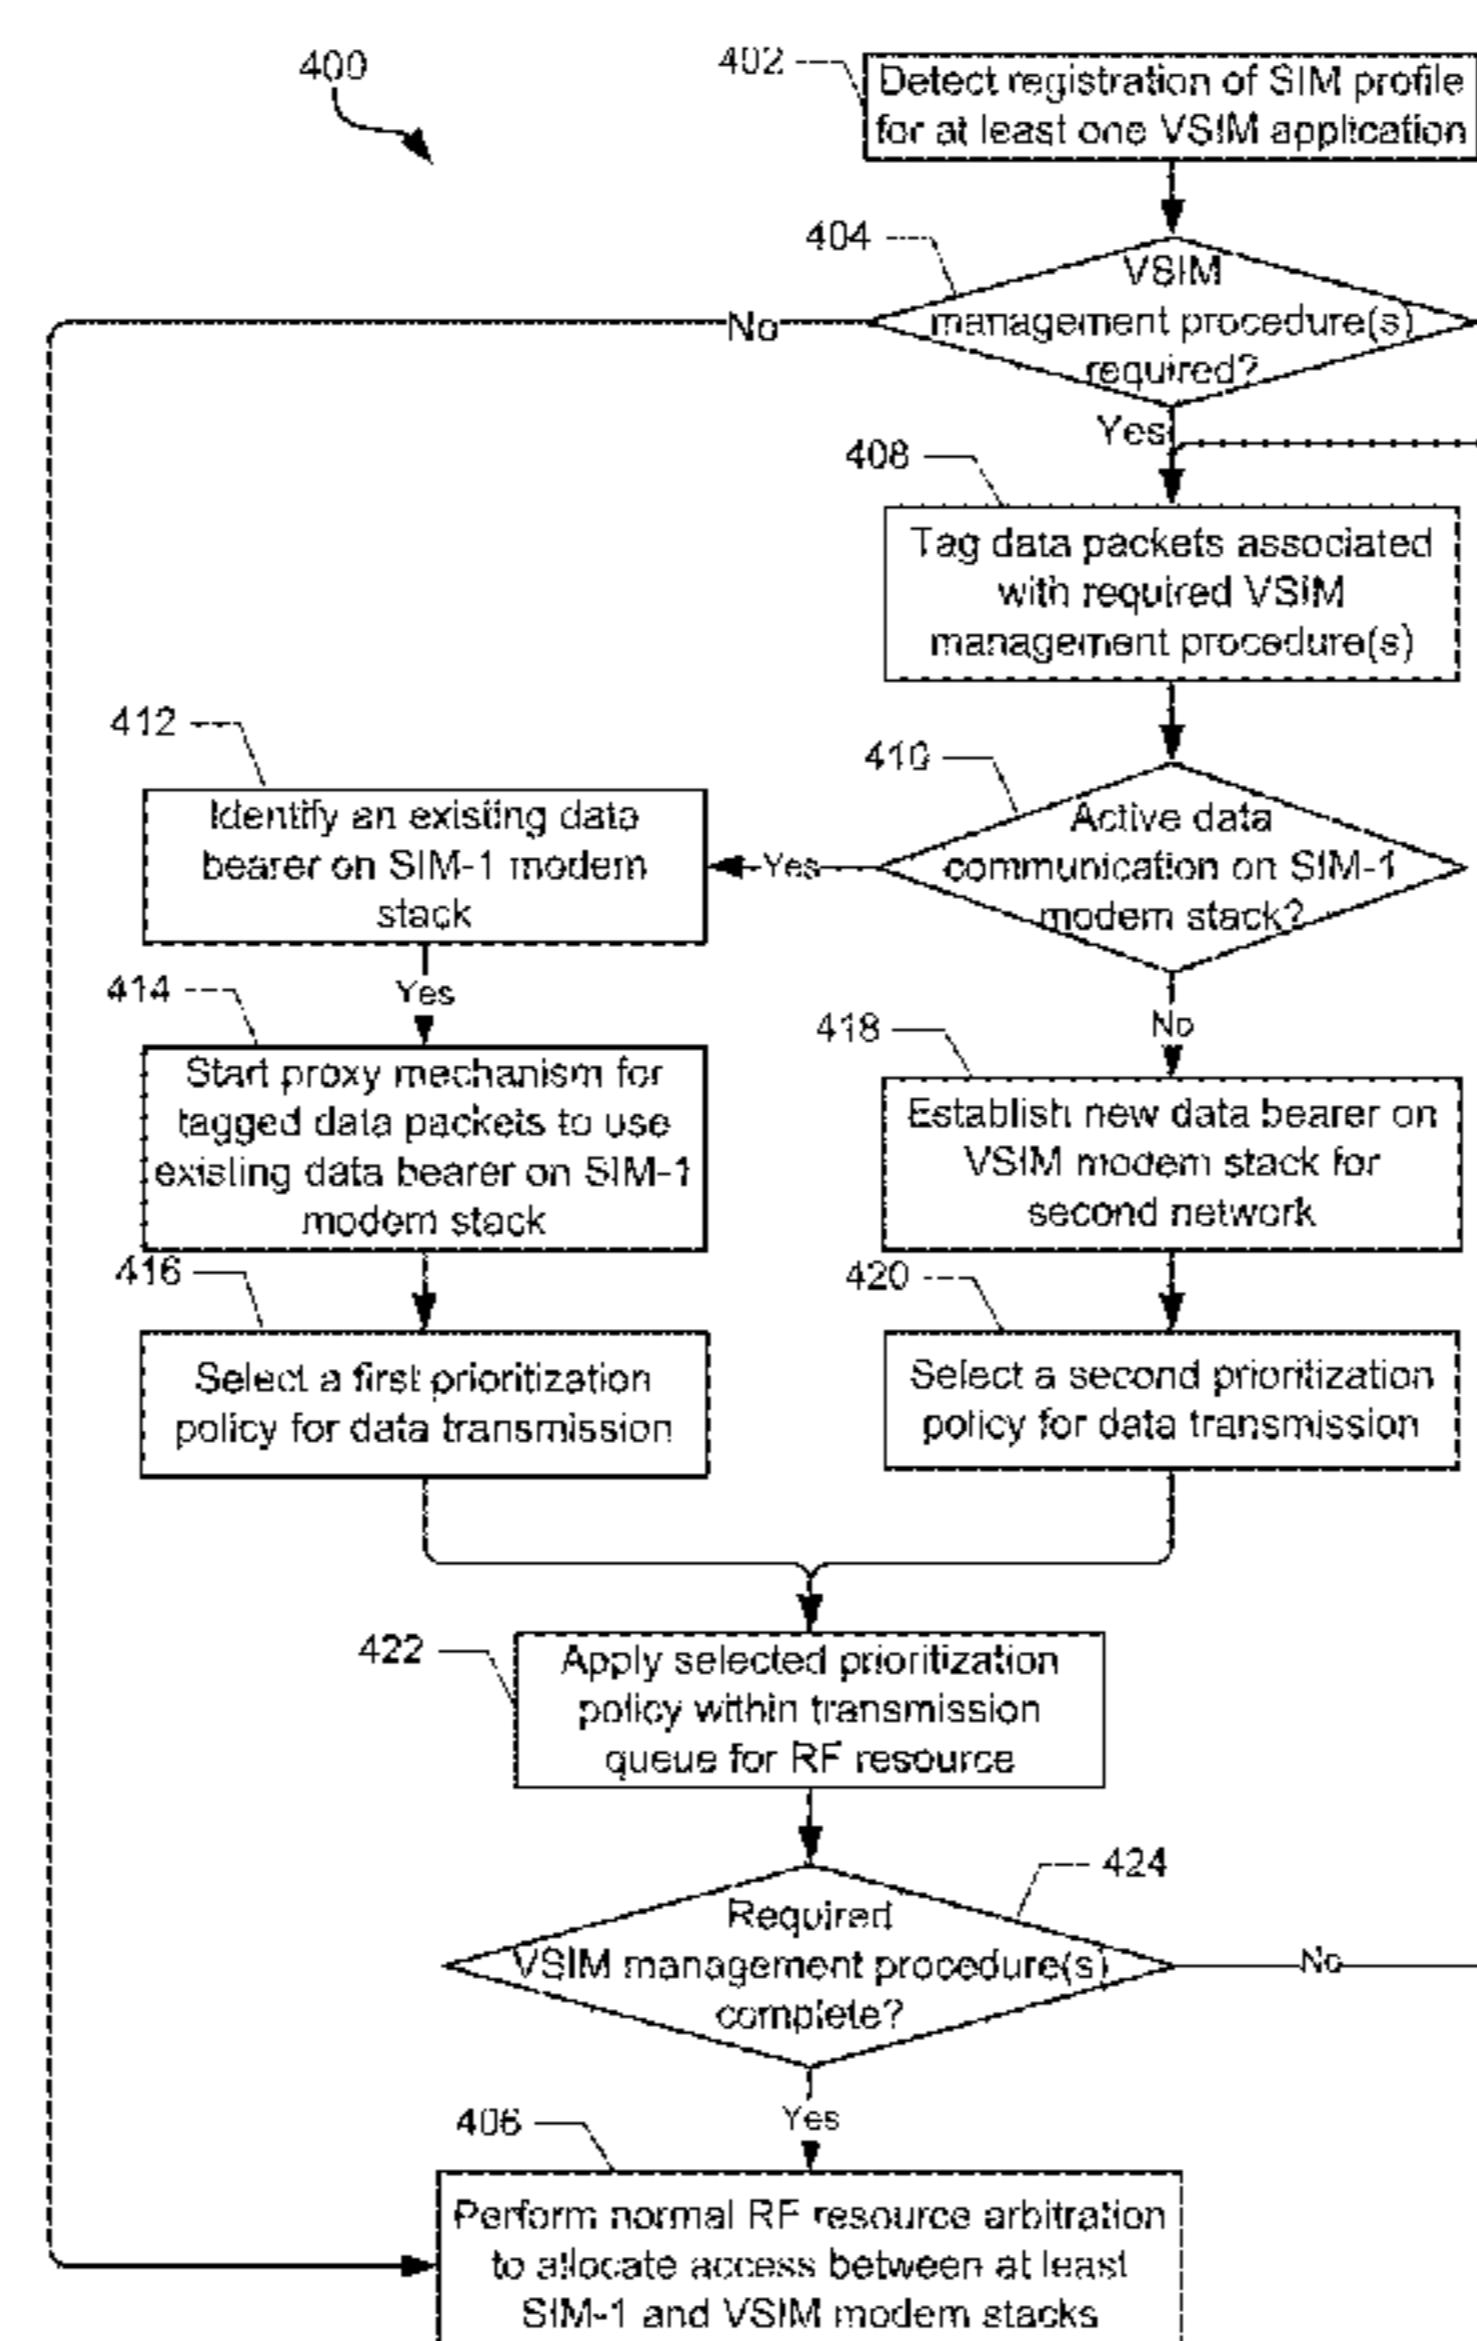 400
402
Detect registration of SIM profile
for at least one VSIM application
404
VSIM
management procedure(s)
required?
No
Yes
408
Tag data packets associated
with required VSIM
management procedure(s)
412
410
Identify an existing data
bearer on SIM-1 modem
stack
Yes
Active data
communication on SIM-1
modem stack?
414
Yes
No
418
Start proxy mechanism for
tagged data packets to use
existing data bearer on SIM-1
modem stack
Establish new data bearer on
VSIM modem stack for
second network
416
420
Select a first prioritization
policy for data transmission
Select a second prioritization
policy for data transmission
422
Apply selected prioritization
policy within transmission
queue for RF resource
424
Required
VSIM management procedure(s)
complete?
No
Yes
406
Perform normal RF resource arbitration
to allocate access between at least
SIM-1 and VSIM modem stacks